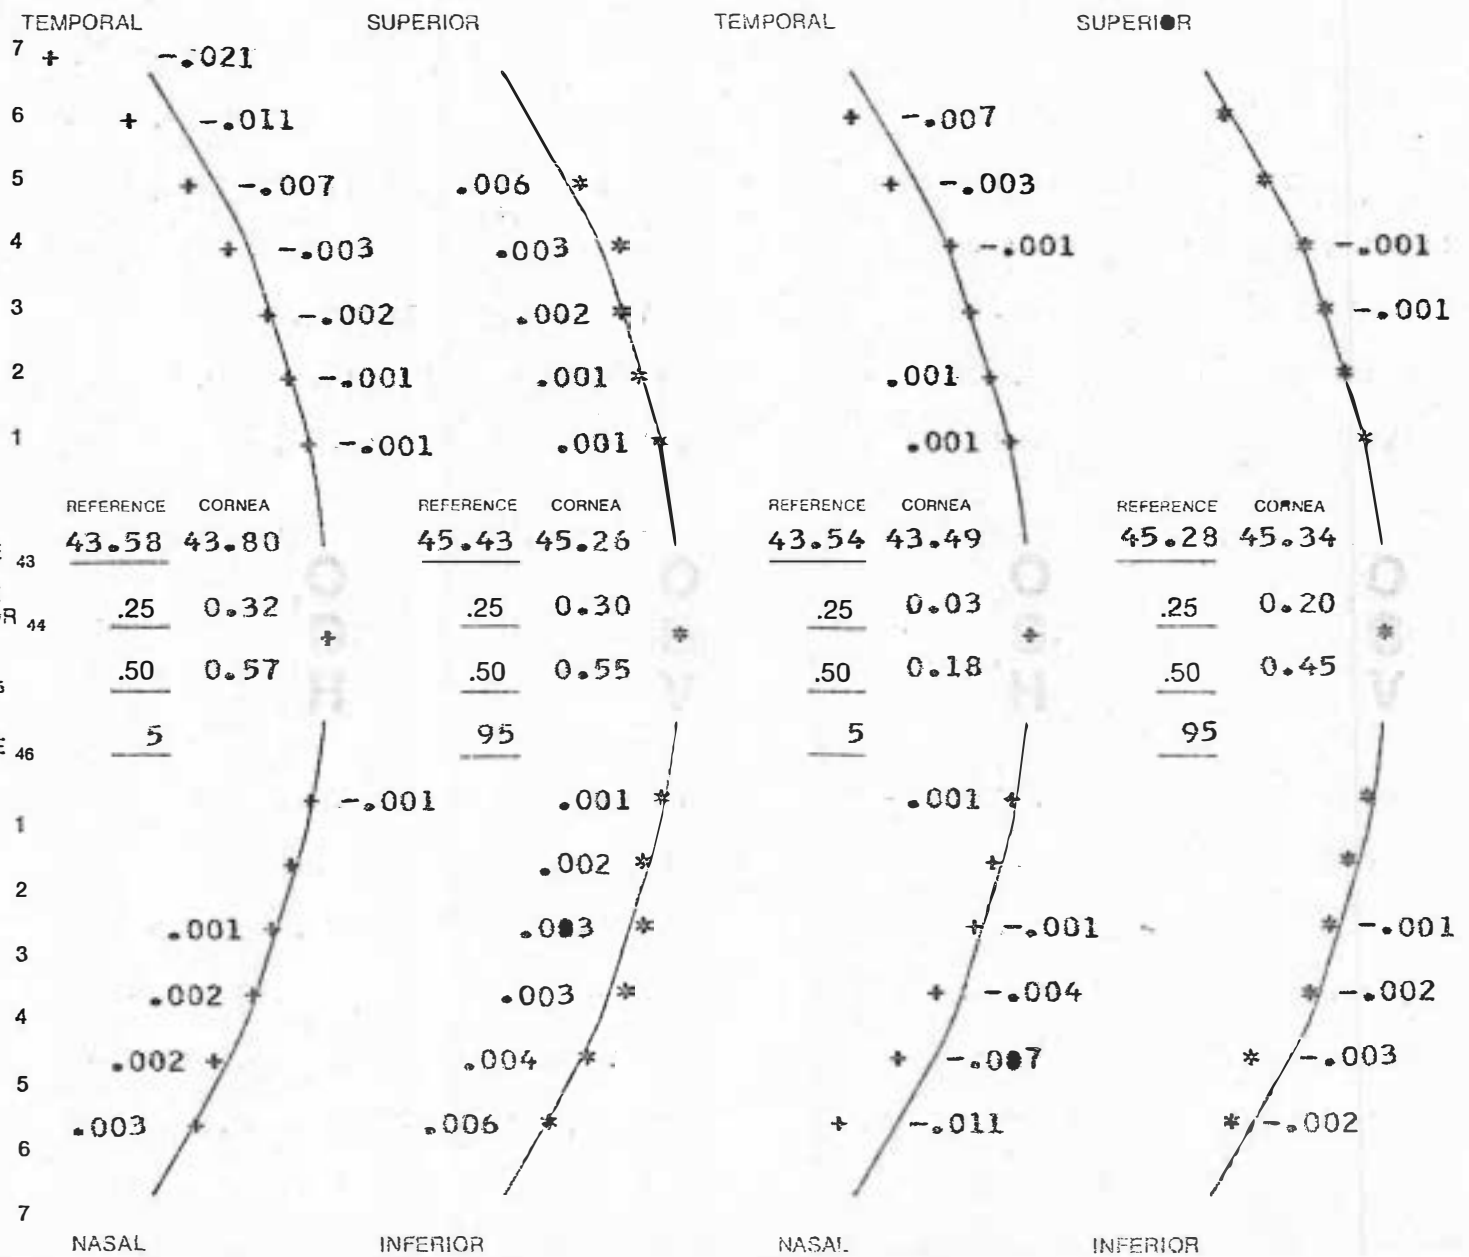 TEMPORAL SUPERIOR TEMPORAL SUPERIOR
7 -.021
6 -.011 -.007
5 -.007 .006 -.003
4 -.003 .003 -.001 -.001
3 -.002 .002 -.001
2 -.001 .001 .001
1 -.001 .001 .001
REFERENCE CORNEA REFERENCE CORNEA REFERENCE CORNEA REFERENCE CORNEA
43.58 43.80 45.43 45.26 43.54 43.49 45.28 45.34
43
.25 0.32 .25 0.30 .25 0.03 .25 0.20
44
.50 0.57 .50 0.55 .50 0.18 .50 0.45
5 95 5 95
46
-.001 .001 .001
1
.002
2
.001 .003 -.001 -.001
3
.002 .003 -.004 -.002
4
.002 .004 -.007 -.003
5
.003 .006 -.011 -.002
6
7
NASAL INFERIOR NASAL INFERIOR